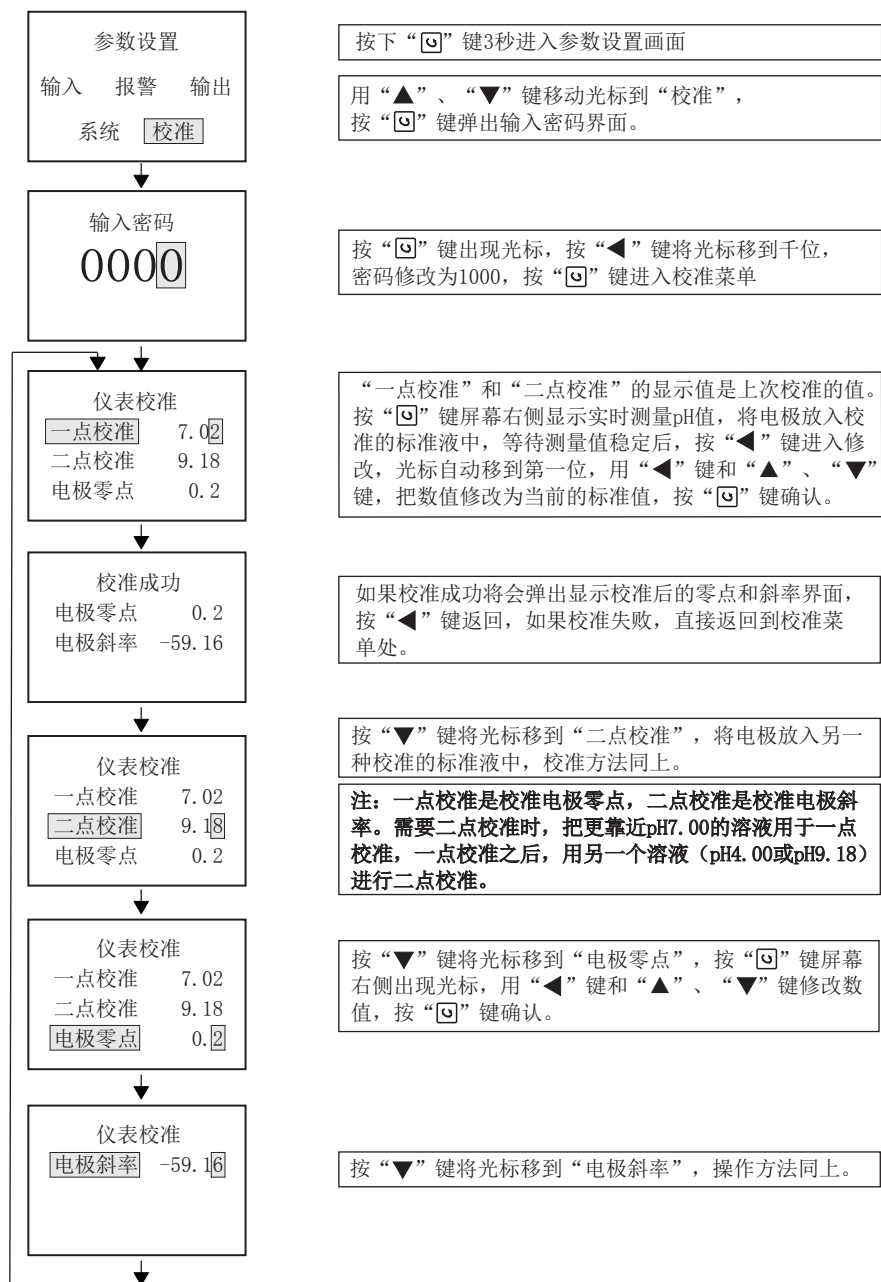 参数设置
输入 报警 输出
系统 校准
按下“”键3秒进入参数设置画面
用“▲”、“▼”键移动光标到“校准”，
按“”键弹出输入密码界面。
输入密码
0000
按“”键出现光标，按“◀”键将光标移到千位，
密码修改为1000，按“”键进入校准菜单
仪表校准
一点校准 7.02
二点校准 9.18
电极零点 0.2
“一点校准”和“二点校准”的显示值是上次校准的值。
按“”键屏幕右侧显示实时测量pH值，将电极放入校
准的标准液中，等待测量值稳定后，按“◀”键进入修
改，光标自动移到第一位，用“◀”键和“▲”、“▼”
键，把数值修改为当前的标准值，按“”键确认。
校准成功
电极零点 0.2
电极斜率 -59.16
如果校准成功将会弹出显示校准后的零点和斜率界面，
按“◀”键返回，如果校准失败，直接返回到校准菜
单处。
仪表校准
一点校准 7.02
二点校准 9.18
电极零点 0.2
按“▼”键将光标移到“二点校准”，将电极放入另一
种校准的标准液中，校准方法同上。
注：一点校准是校准电极零点，二点校准是校准电极斜
率。需要二点校准时，把更靠近pH7.00的溶液用于一点
校准，一点校准之后，用另一个溶液（pH4.00或pH9.18）
进行二点校准。
仪表校准
一点校准 7.02
二点校准 9.18
电极零点 0.2
按“▼”键将光标移到“电极零点”，按“”键屏幕
右侧出现光标，用“◀”键和“▲”、“▼”键修改数
值，按“”键确认。
仪表校准
电极斜率 -59.16
按“▼”键将光标移到“电极斜率”，操作方法同上。